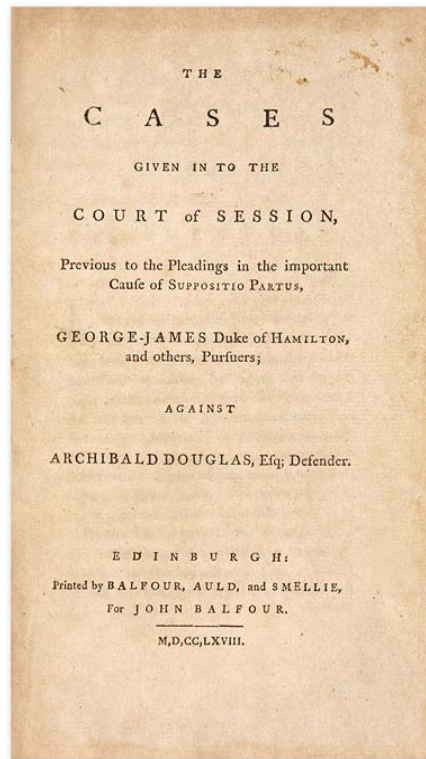 THE
CASES
GIVEN IN TO THE
COURT of SESSION,
Previous to the Pleadings in the important
Cauſe of SUPPOSITIO PARTUS,
GEORGE-JAMES Duke of HAMILTON,
and others, Purſuers;
AGAINST
ARCHIBALD DOUGLAS, Eſq; Defender.
EDINBURGH:
Printed by BALFOUR, AULD, and SMELLIE,
For JOHN BALFOUR.
M,D,CC,LXVIII.